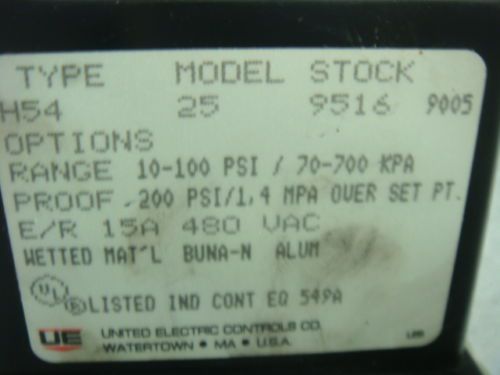 TYPE MODEL STOCK
H54 25 9516 9005
OPTIONS
RANGE 10-100 PSI / 70-700 KPA
PROOF 200 PSI/1,4 MPA OVER SET PT.
E/R 15A 480 VAC
WETTED MAT'L BUNA-N ALUM
UL ® LISTED IND CONT EQ 549A
UE UNITED ELECTRIC CONTROLS CO.
WATERTOWN • MA • U.S.A.